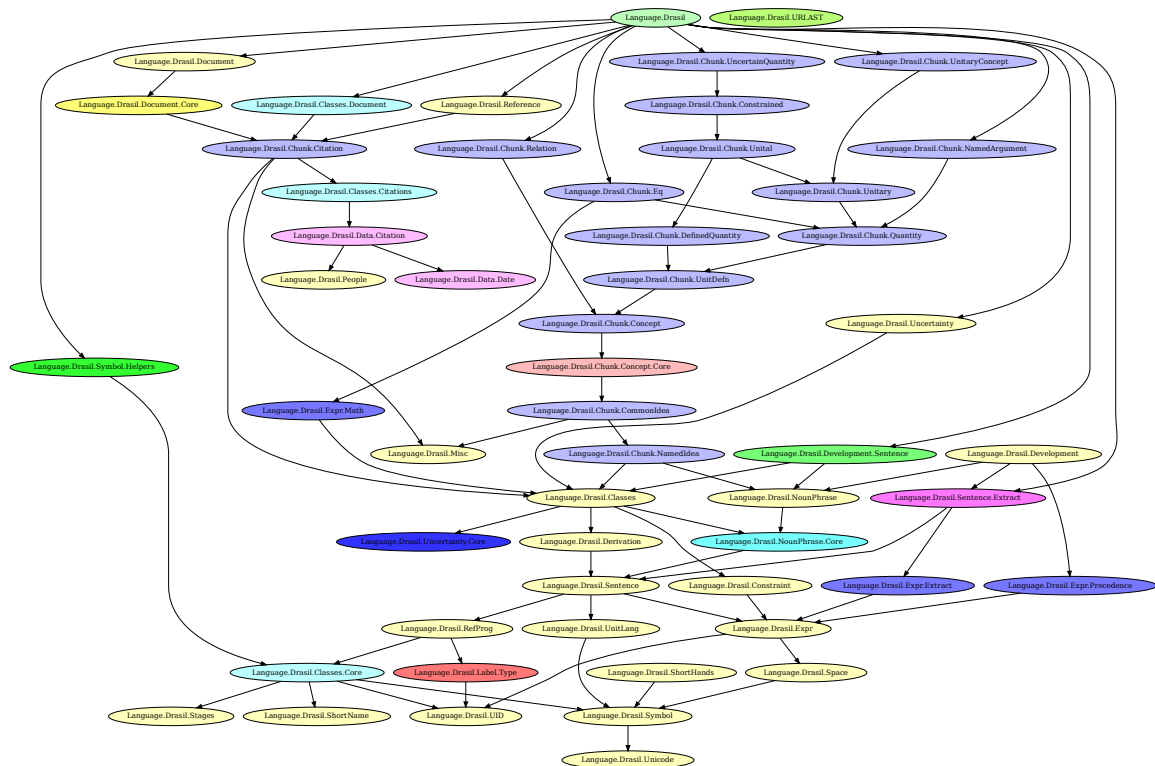 Language.Drasil
Language.Drasil.URLAST
Language.Drasil.Document
Language.Drasil.Chunk.UncertainQuantity
Language.Drasil.Chunk.UnitaryConcept
Language.Drasil.Document.Core
Language.Drasil.Classes.Document
Language.Drasil.Reference
Language.Drasil.Chunk.Constrained
Language.Drasil.Chunk.Citation
Language.Drasil.Chunk.Relation
Language.Drasil.Chunk.Unital
Language.Drasil.Chunk.NamedArgument
Language.Drasil.Classes.Citations
Language.Drasil.Chunk.Eq
Language.Drasil.Chunk.Unitary
Language.Drasil.Data.Citation
Language.Drasil.Chunk.DefinedQuantity
Language.Drasil.Chunk.Quantity
Language.Drasil.People
Language.Drasil.Data.Date
Language.Drasil.Chunk.UnitDefn
Language.Drasil.Chunk.Concept
Language.Drasil.Uncertainty
Language.Drasil.Symbol.Helpers
Language.Drasil.Chunk.Concept.Core
Language.Drasil.Expr.Math
Language.Drasil.Chunk.CommonIdea
Language.Drasil.Misc
Language.Drasil.Chunk.NamedIdea
Language.Drasil.Development.Sentence
Language.Drasil.Development
Language.Drasil.Classes
Language.Drasil.NounPhrase
Language.Drasil.Sentence.Extract
Language.Drasil.Uncertainty.Core
Language.Drasil.Derivation
Language.Drasil.NounPhrase.Core
Language.Drasil.Sentence
Language.Drasil.Constraint
Language.Drasil.Expr.Extract
Language.Drasil.Expr.Precedence
Language.Drasil.RefProg
Language.Drasil.UnitLang
Language.Drasil.Expr
Language.Drasil.Classes.Core
Language.Drasil.Label.Type
Language.Drasil.ShortHands
Language.Drasil.Space
Language.Drasil.Stages
Language.Drasil.ShortName
Language.Drasil.UID
Language.Drasil.Symbol
Language.Drasil.Unicode